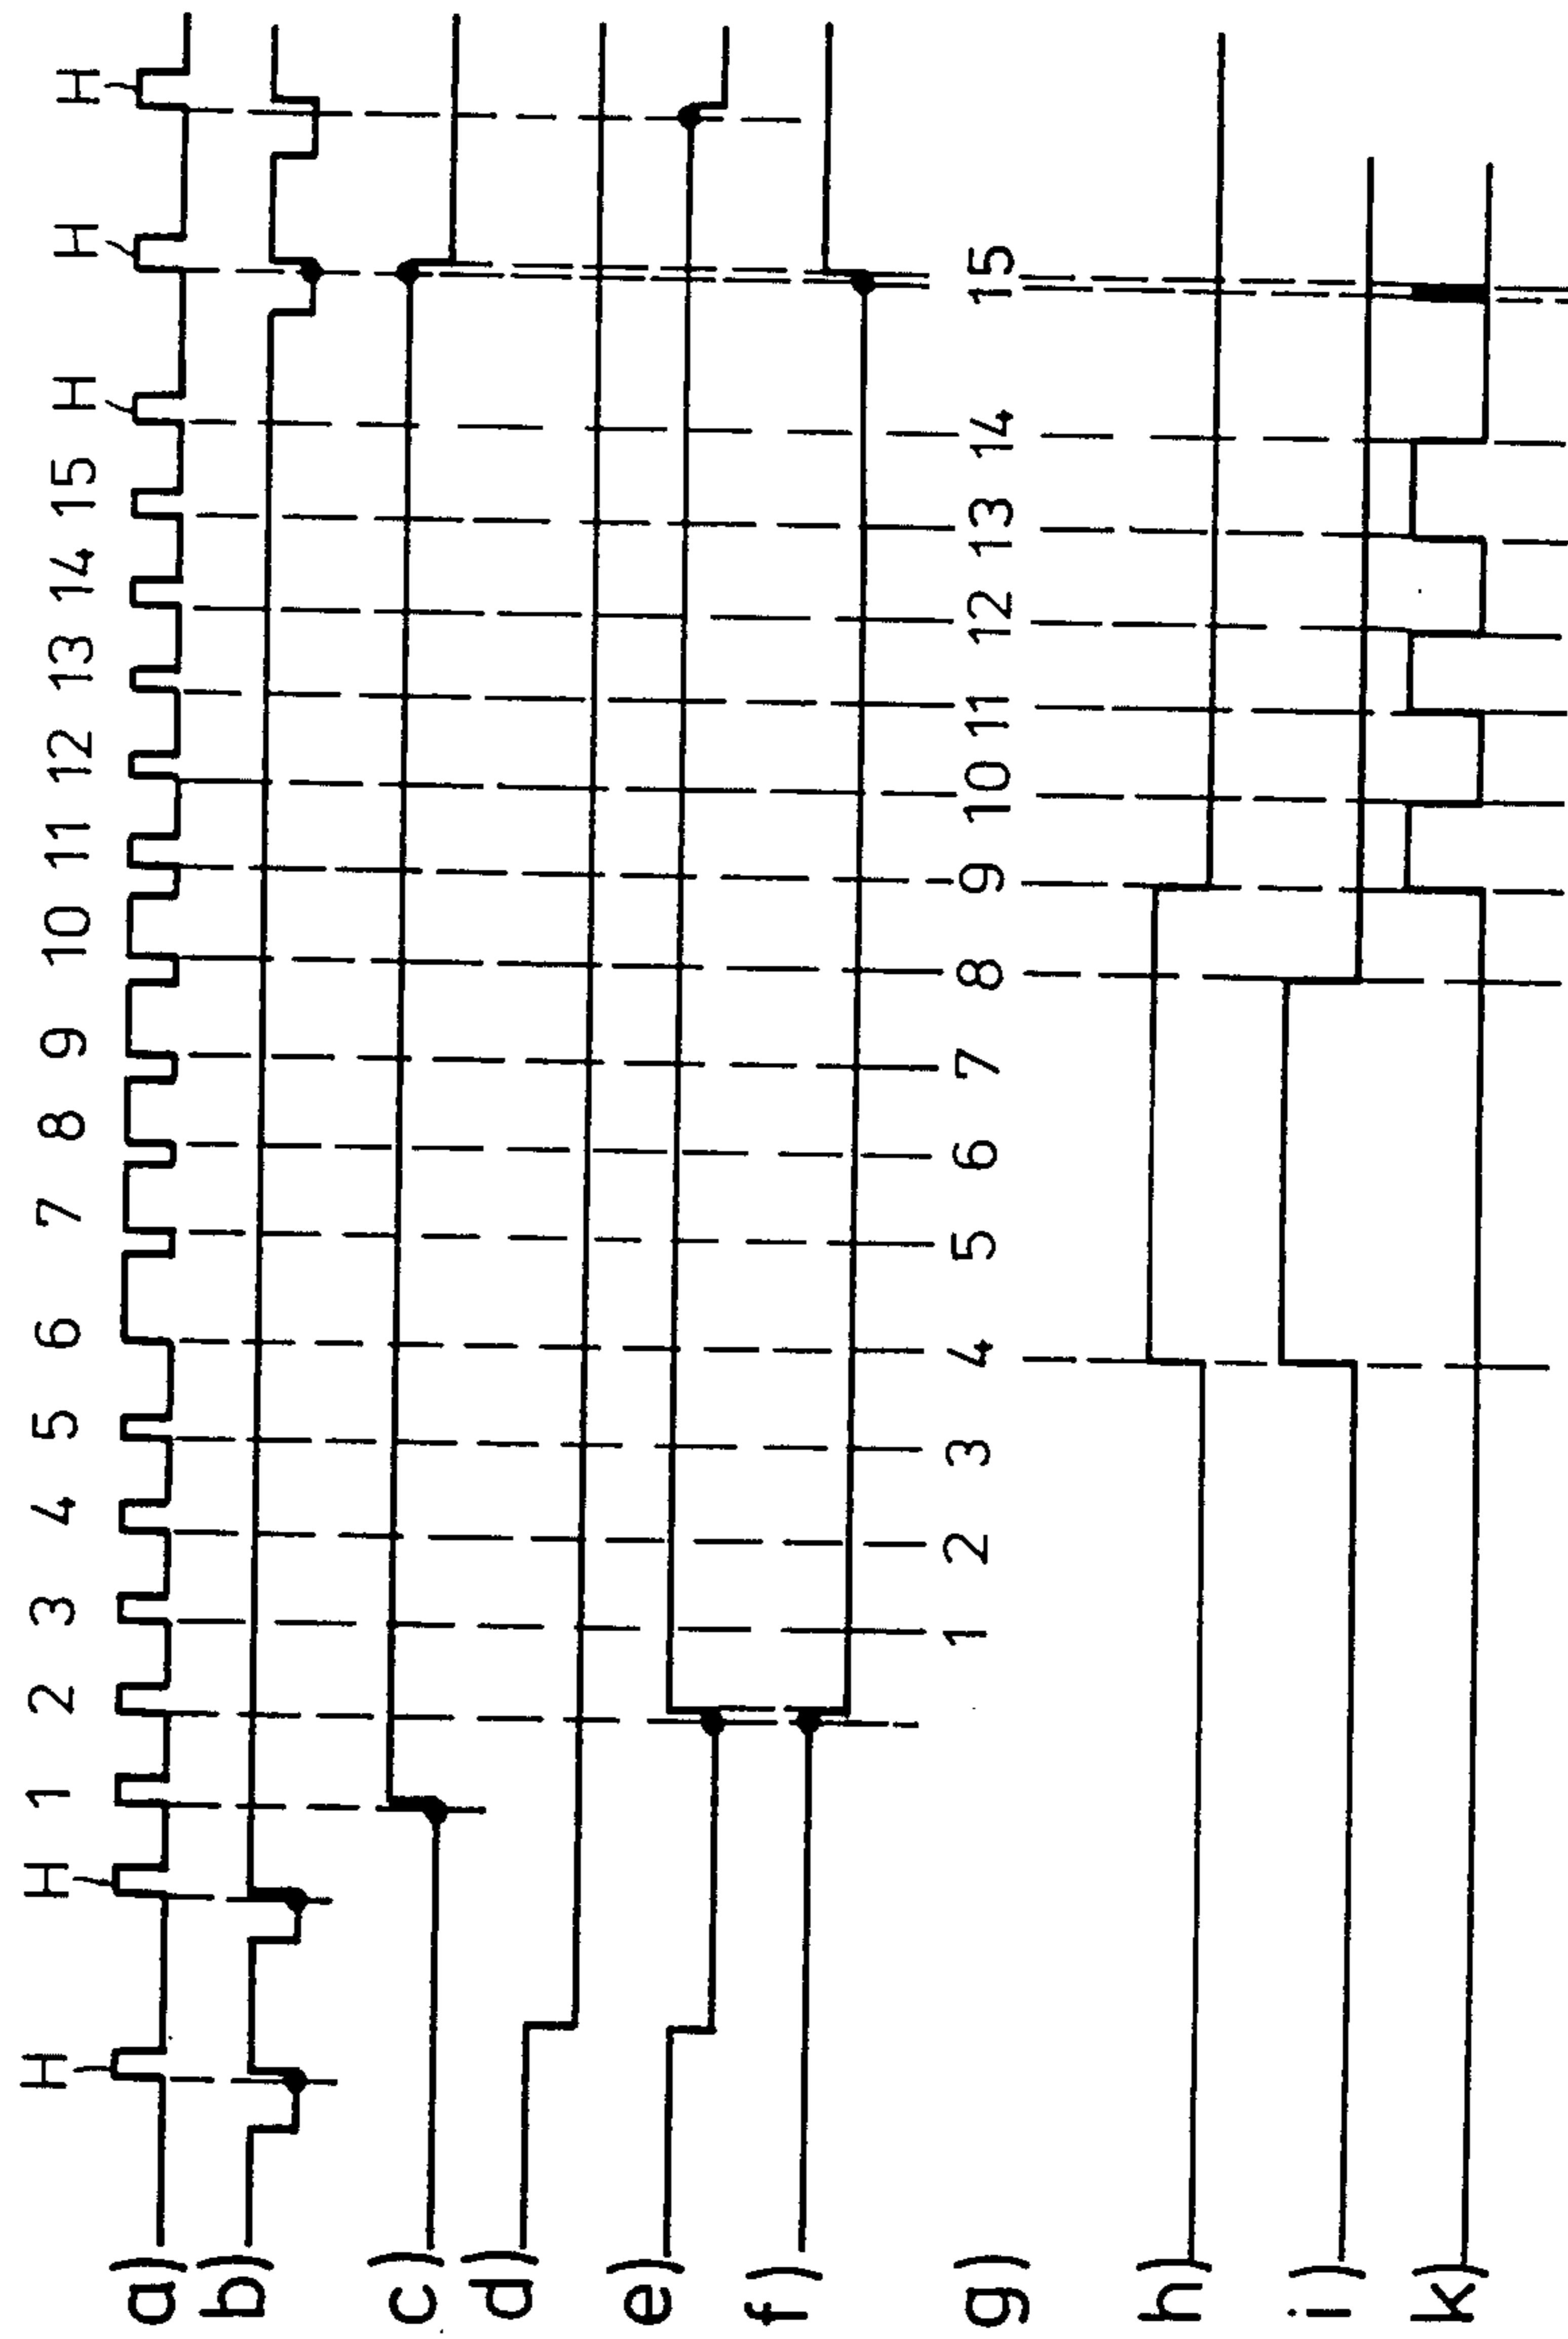 H H 1 2 3 4 5 6 7 8 9 10 11 12 13 14 15 H H H
a)
b)
c)
d)
e)
f)
g) 1 2 3 4 5 6 7 8 9 10 11 12 13 14 15
h)
i)
k)